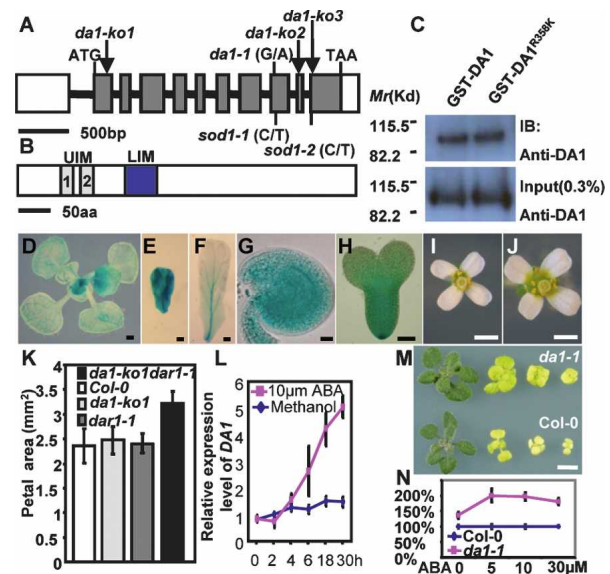 A
da1-ko1
da1-ko2
da1-ko3
ATG
da1-1 (G/A)
TAA
500bp
sod1-1 (C/T)
sod1-2 (C/T)
B
UIM
LIM
1 2
50aa
C
GST-DA1
GST-DA1R358K
Mr(Kd)
115.5
82.2
IB:
Anti-DA1
115.5
82.2
Input(0.3%)
Anti-DA1
D E F G H I J
K
da1-ko1dar1-1
Col-0
da1-ko1
dar1-1
Petal area (mm2)
4
3.5
3
2.5
2
1.5
1
0.5
0
L
10μm ABA
Methanol
Relative expression
level of DA1
6
5
4
3
2
1
0
0 2 4 6 18 30h
M
da1-1
Col-0
N
200%
150%
100%
50%
0%
Col-0
da1-1
ABA 0 5 10 30μM